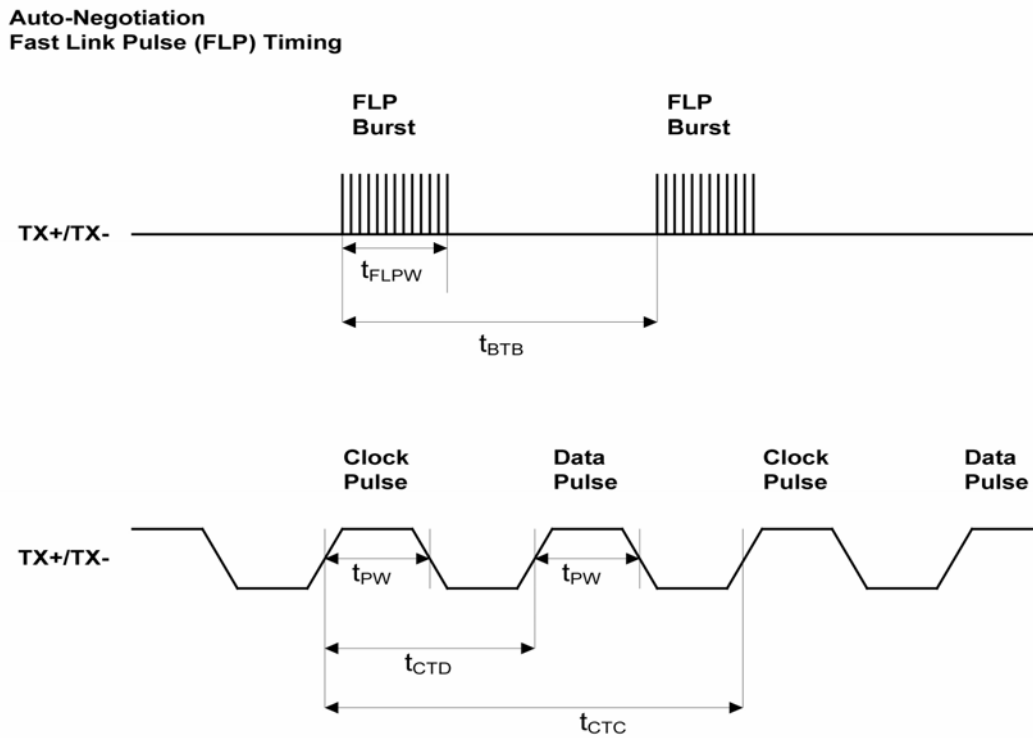 Auto-Negotiation
Fast Link Pulse (FLP) Timing
FLP
Burst
FLP
Burst
TX+/TX-
tFLPW
tBTB
Clock
Pulse
Data
Pulse
Clock
Pulse
Data
Pulse
TX+/TX-
tPW
tPW
tCTD
tCTC